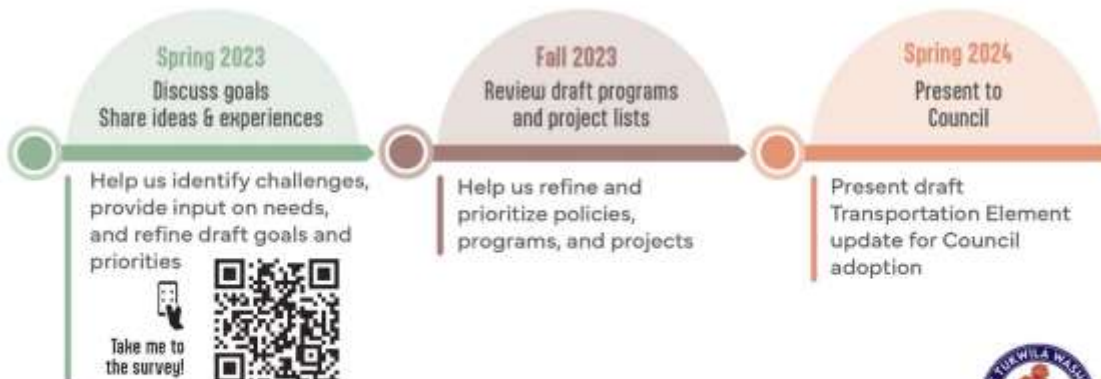 Spring 2023
Discuss goals
Share ideas & experiences
Help us identify challenges,
provide input on needs,
and refine draft goals and
priorities
Take me to
the survey!
Fall 2023
Review draft programs
and project lists
Help us refine and
prioritize policies,
programs, and projects
Spring 2024
Present to
Council
Present draft
Transportation Element
update for Council
adoption
TUKWILA